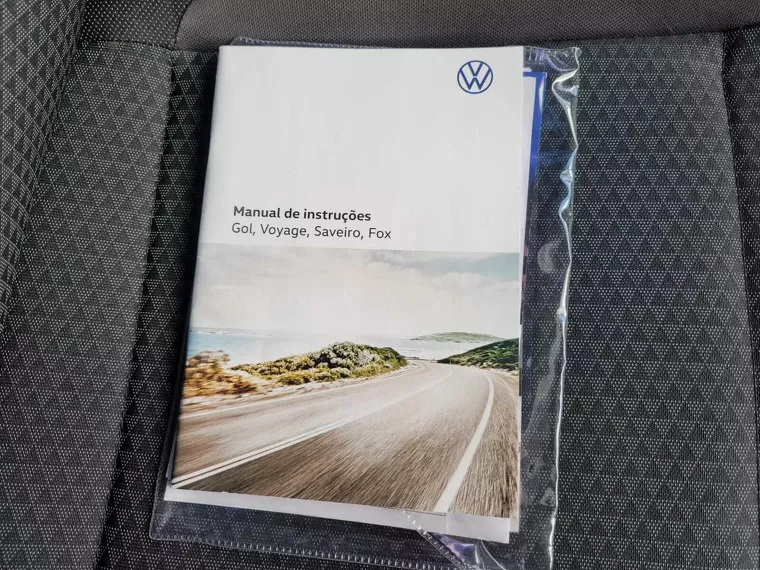 Manual de instruções
Gol, Voyage, Saveiro, Fox